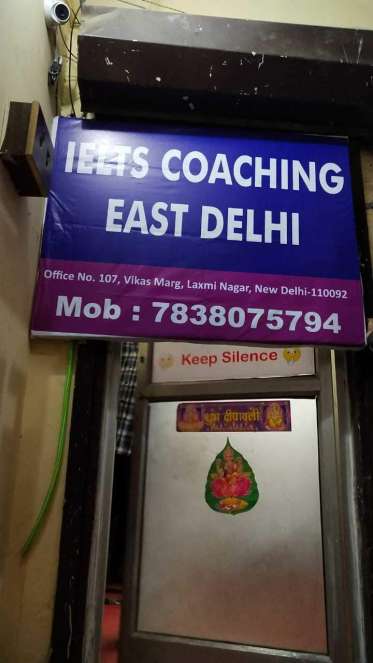 IELTS COACHING
EAST DELHI
Office No. 107, Vikas Marg, Laxmi Nagar, New Delhi-110092
Mob : 7838075794
Keep Silence
शुभ दीपावली